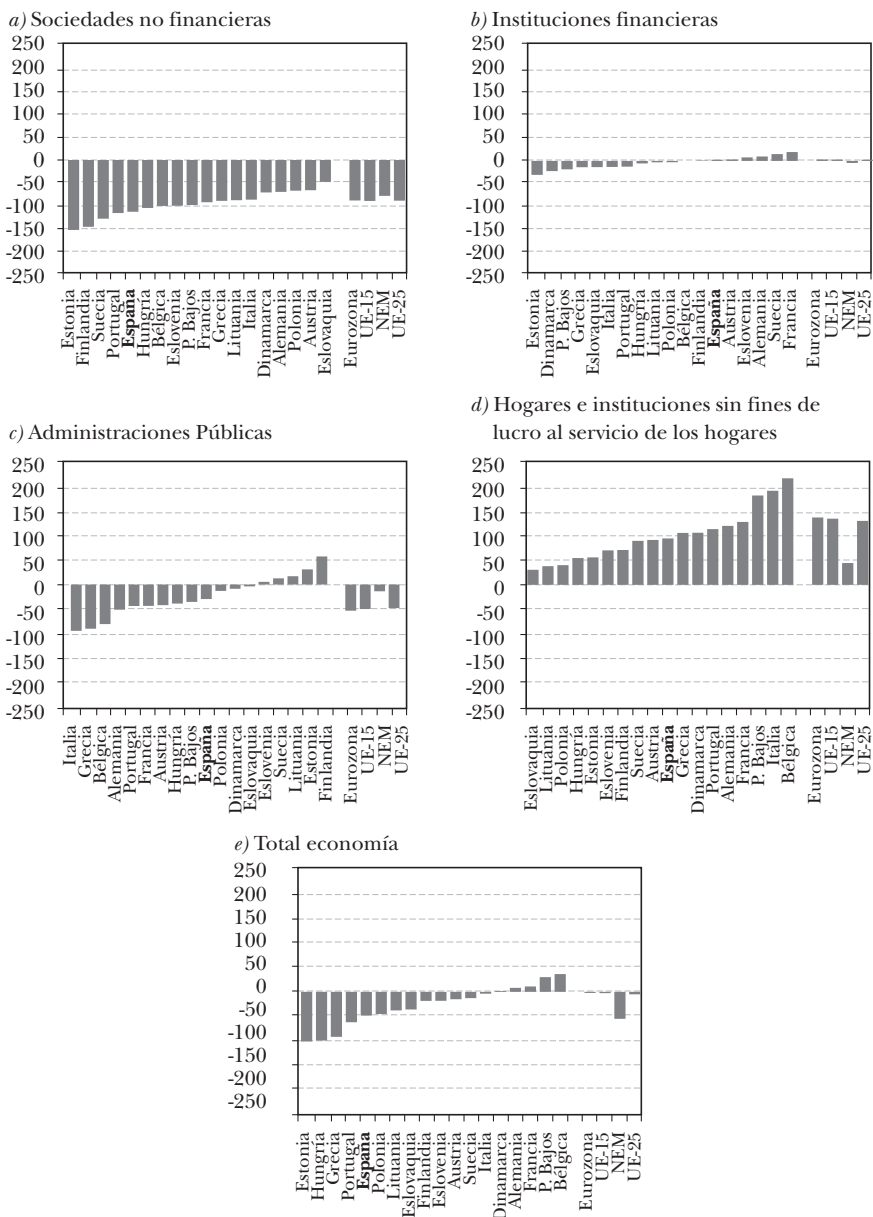 a) Sociedades no financieras
250
200
150
100
50
0
-50
-100
-150
-200
-250
Estonia
Finlandia
Suecia
Portugal
España
Hungría
Bélgica
Eslovenia
P. Bajos
Francia
Grecia
Lituania
Italia
Dinamarca
Alemania
Polonia
Austria
Eslovaquia
Eurozona
UE-15
NEM
UE-25
b) Instituciones financieras
250
200
150
100
50
0
-50
-100
-150
-200
-250
Estonia
Dinamarca
P. Bajos
Grecia
Eslovaquia
Italia
Portugal
Hungría
Lituania
Polonia
Bélgica
Finlandia
España
Austria
Eslovenia
Alemania
Suecia
Francia
Eurozona
UE-15
NEM
UE-25
c) Administraciones Públicas
250
200
150
100
50
0
-50
-100
-150
-200
-250
Italia
Grecia
Bélgica
Alemania
Portugal
Francia
Austria
Hungría
P. Bajos
España
Polonia
Dinamarca
Eslovaquia
Eslovenia
Suecia
Lituania
Estonia
Finlandia
Eurozona
UE-15
NEM
UE-25
d) Hogares e instituciones sin fines de
lucro al servicio de los hogares
250
200
150
100
50
0
-50
-100
-150
-200
-250
Eslovaquia
Lituania
Polonia
Hungría
Estonia
Eslovenia
Finlandia
Suecia
Austria
España
Grecia
Dinamarca
Portugal
Alemania
Francia
P. Bajos
Italia
Bélgica
Eurozona
UE-15
NEM
UE-25
e) Total economía
250
200
150
100
50
0
-50
-100
-150
-200
-250
Estonia
Hungría
Grecia
Portugal
España
Polonia
Lituania
Eslovaquia
Finlandia
Eslovenia
Austria
Suecia
Italia
Dinamarca
Alemania
Francia
P. Bajos
Bélgica
Eurozona
UE-15
NEM
UE-25